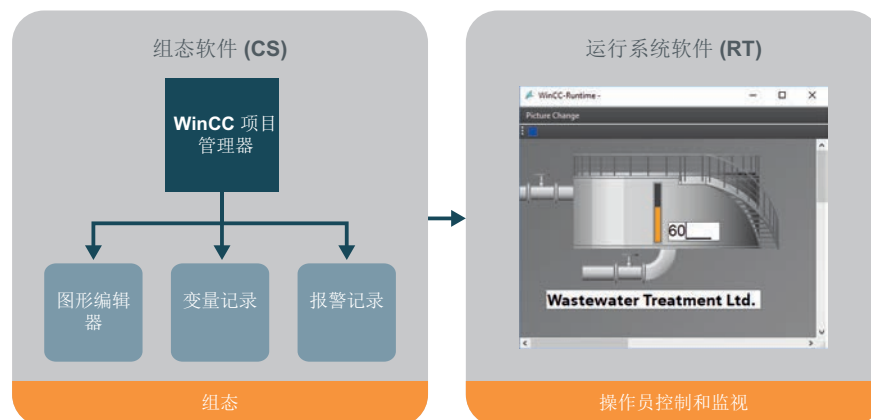 组态软件 (CS)
WinCC 项目
管理器
图形编辑
器
变量记录
报警记录
组态
运行系统软件 (RT)
WinCC-Runtime -
Picture Change
60
Wastewater Treatment Ltd.
操作员控制和监视